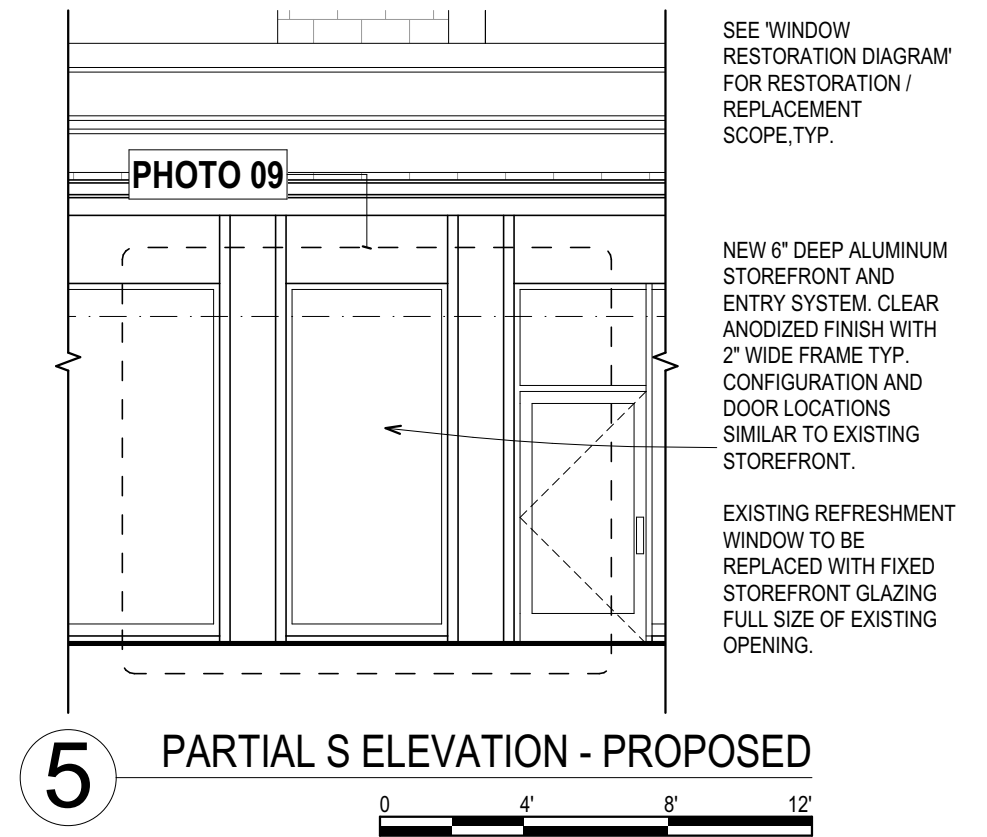 SEE 'WINDOW
RESTORATION DIAGRAM'
FOR RESTORATION /
REPLACEMENT
SCOPE,TYP.
PHOTO 09
NEW 6" DEEP ALUMINUM
STOREFRONT AND
ENTRY SYSTEM. CLEAR
ANODIZED FINISH WITH
2" WIDE FRAME TYP.
CONFIGURATION AND
DOOR LOCATIONS
SIMILAR TO EXISTING
STOREFRONT.
EXISTING REFRESHMENT
WINDOW TO BE
REPLACED WITH FIXED
STOREFRONT GLAZING
FULL SIZE OF EXISTING
OPENING.
5 PARTIAL S ELEVATION - PROPOSED
0 4' 8' 12'